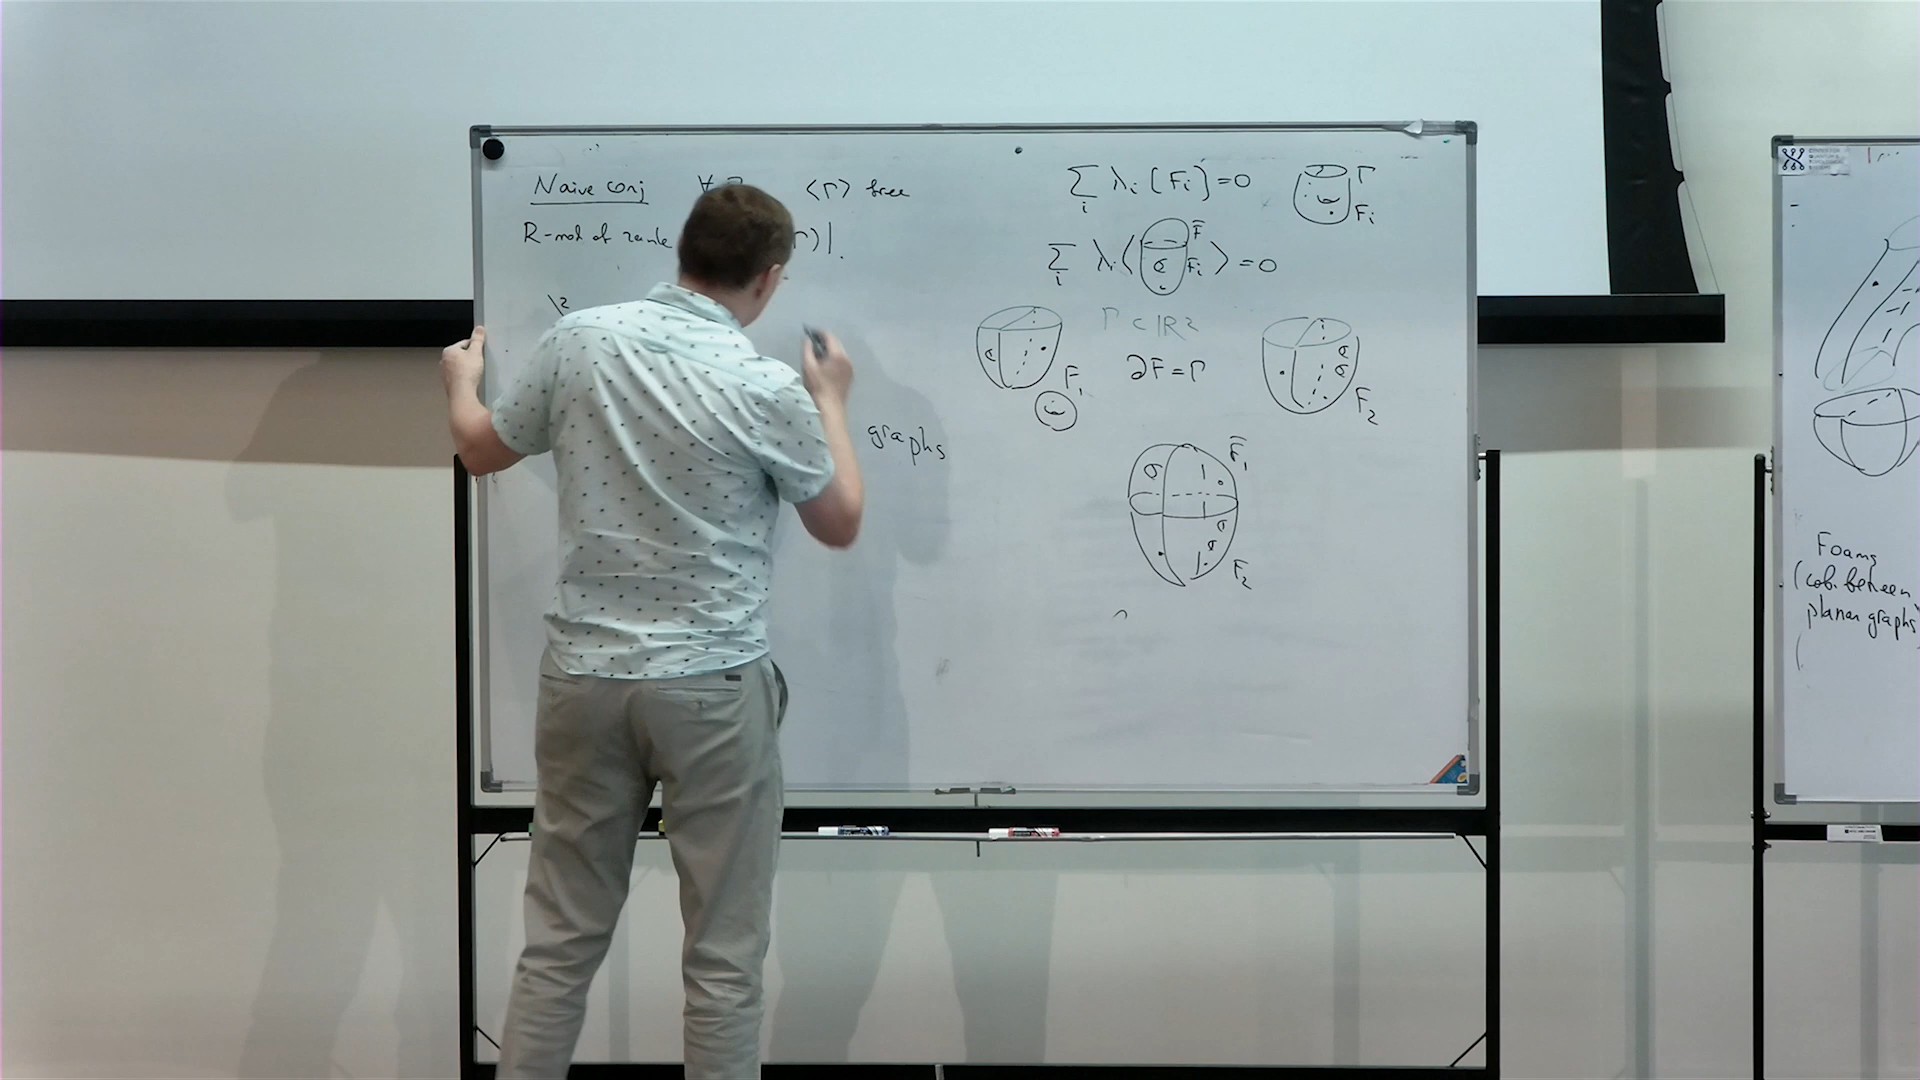 Naive conj ∀ ⟨Γ⟩ free
R-mod of rank )|.
graphs
∑ᵢ λᵢ [Fᵢ] = 0
Γ
Fᵢ
∑ᵢ λᵢ ⟨ F̄ Fᵢ ⟩ = 0
Γ ⊂ ℝ²
∂F = Γ
F₁
F₂
F̄₁
F₂
Foams
(cob. between
planar graphs